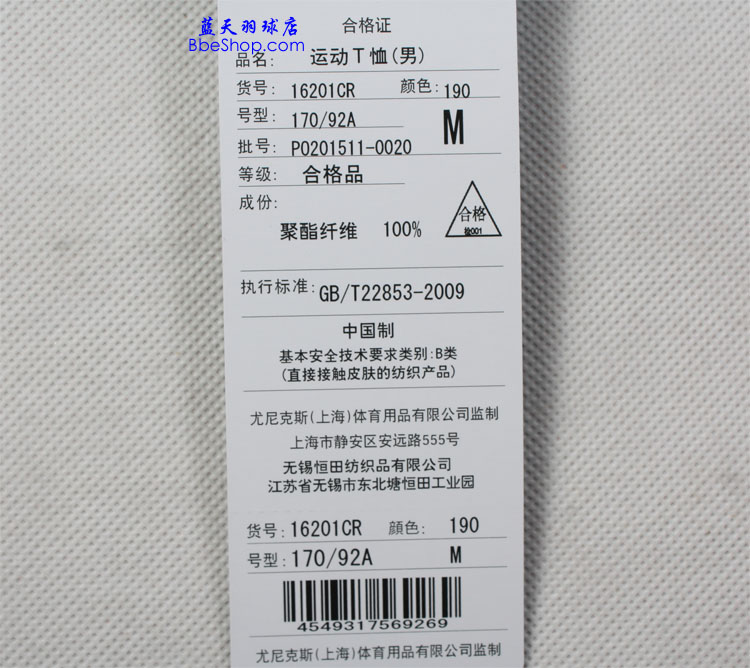 蓝天羽球店
BbeShop.com
合格证
品名: 运动T恤(男)
货号: 16201CR 颜色: 190
号型: 170/92A M
批号: PO201511-0020
等级: 合格品
成份:
合格
检001
聚酯纤维 100%
执行标准: GB/T22853-2009
中国制
基本安全技术要求类别:B类
(直接接触皮肤的纺织产品)
尤尼克斯(上海)体育用品有限公司监制
上海市静安区安远路555号
无锡恒田纺织品有限公司
江苏省无锡市东北塘恒田工业园
货号: 16201CR 顔色: 190
号型: 170/92A M
4549317569269
尤尼克斯(上海)体育用品有限公司监制